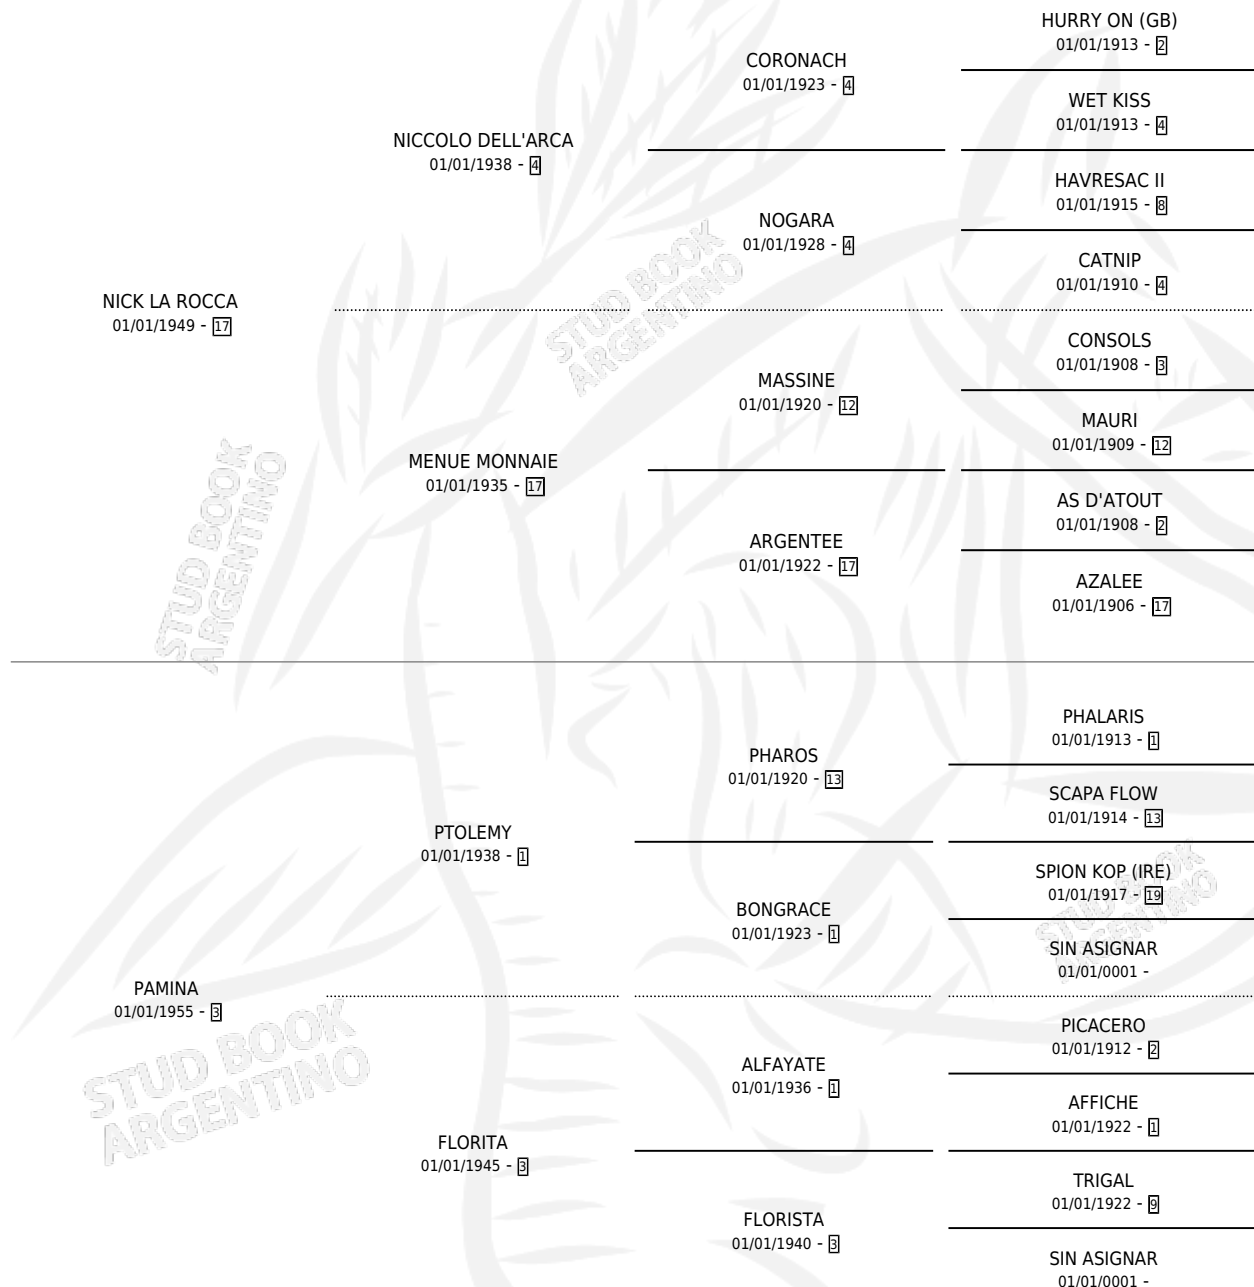 HURRY ON (GB)
01/01/1913 - 2
CORONACH
01/01/1923 - 4
WET KISS
01/01/1913 - 4
NICCOLO DELL'ARCA
01/01/1938 - 4
HAVRESAC II
01/01/1915 - 8
NOGARA
01/01/1928 - 4
CATNIP
01/01/1910 - 4
NICK LA ROCCA
01/01/1949 - 17
CONSOLS
01/01/1908 - 3
MASSINE
01/01/1920 - 12
MAURI
01/01/1909 - 12
MENUE MONNAIE
01/01/1935 - 17
AS D'ATOUT
01/01/1908 - 2
ARGENTEE
01/01/1922 - 17
AZALEE
01/01/1906 - 17
PHALARIS
01/01/1913 - 1
PHAROS
01/01/1920 - 13
SCAPA FLOW
01/01/1914 - 13
PTOLEMY
01/01/1938 - 1
SPION KOP (IRE)
01/01/1917 - 19
BONGRACE
01/01/1923 - 1
SIN ASIGNAR
01/01/0001 -
PAMINA
01/01/1955 - 3
PICACERO
01/01/1912 - 2
ALFAYATE
01/01/1936 - 1
AFFICHE
01/01/1922 - 1
FLORITA
01/01/1945 - 3
TRIGAL
01/01/1922 - 9
FLORISTA
01/01/1940 - 3
SIN ASIGNAR
01/01/0001 -
STUD BOOK
ARGENTINO
STUD BOOK
ARGENTINO
STUD BOOK
ARGENTINO
STUD BOOK
ARGENTINO